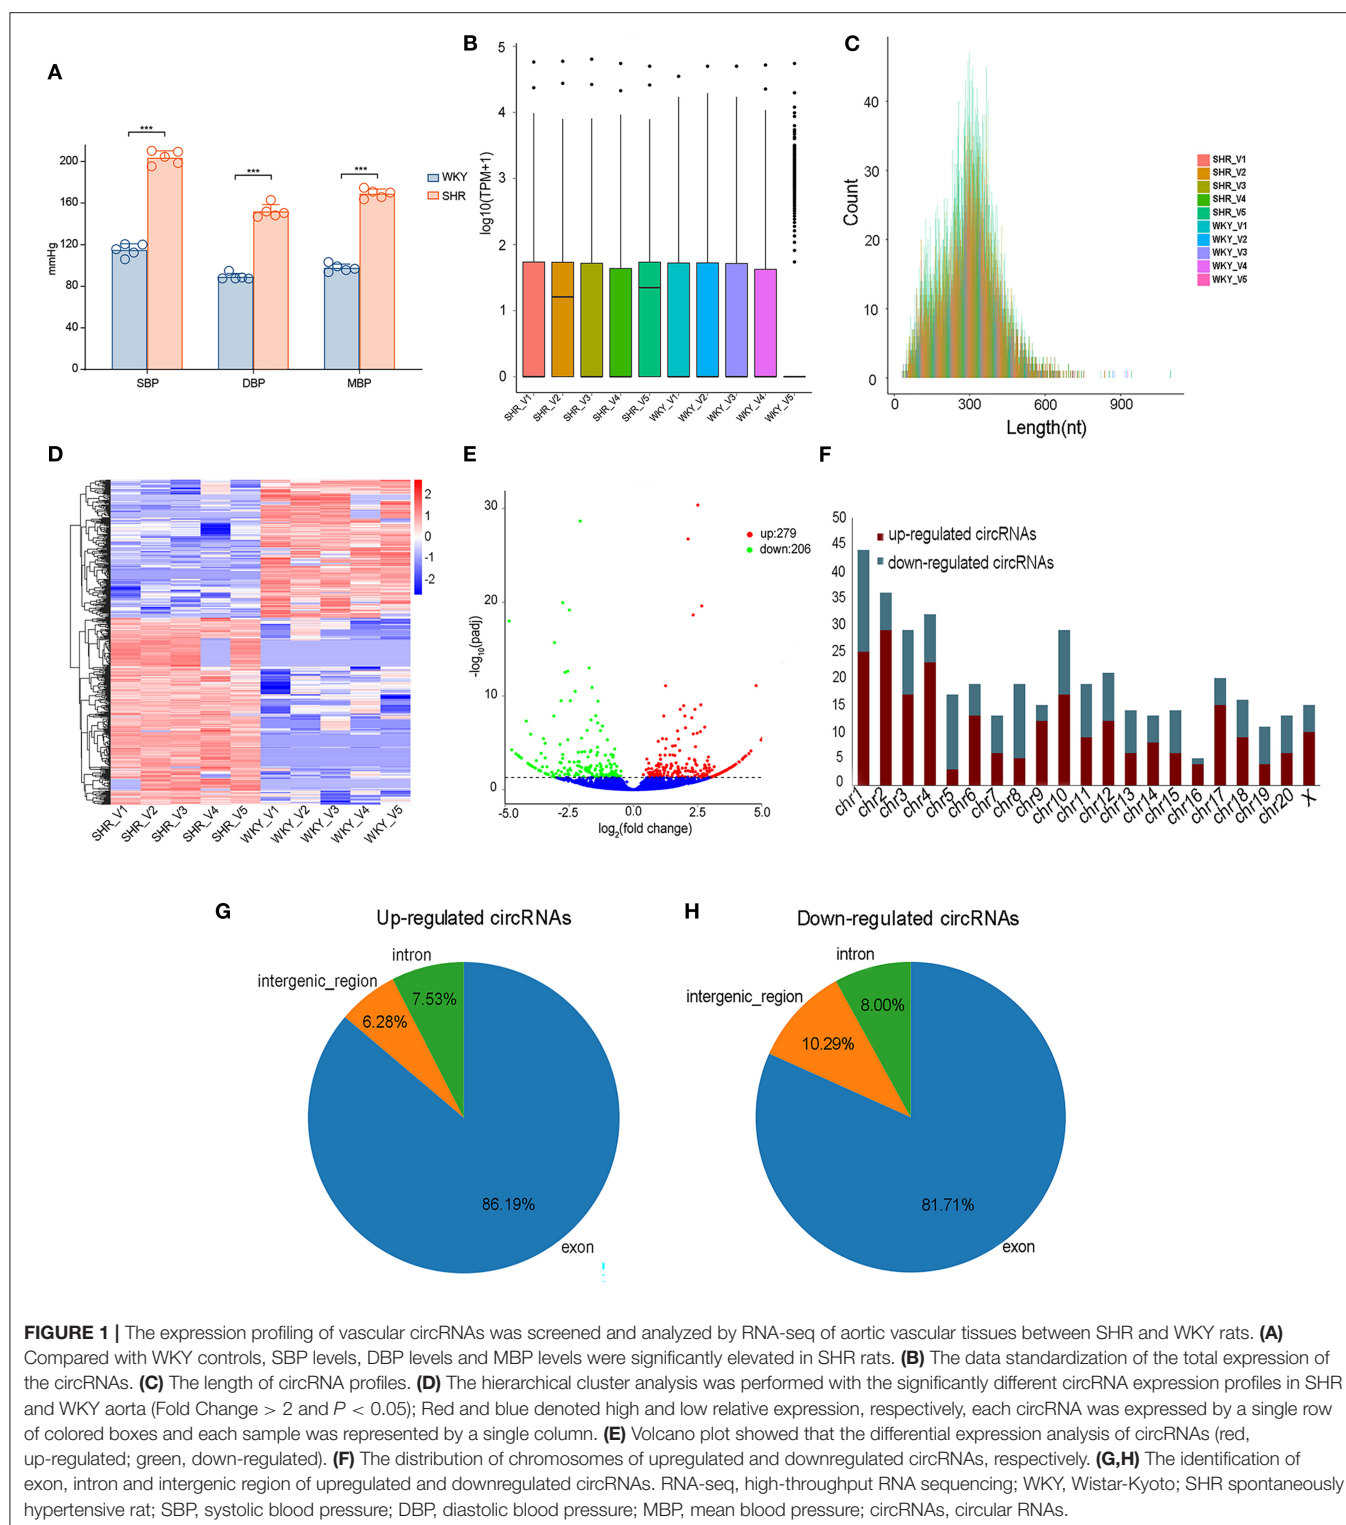 A
200
160
120
80
40
0
mmHg
***
***
***
SBP
DBP
MBP
WKY
SHR
B
5
4
3
2
1
0
log10(TPM+1)
SHR_V1
SHR_V2
SHR_V3
SHR_V4
SHR_V5
WKY_V1
WKY_V2
WKY_V3
WKY_V4
WKY_V5
C
40
30
20
10
0
Count
0
300
600
900
Length(nt)
SHR_V1
SHR_V2
SHR_V3
SHR_V4
SHR_V5
WKY_V1
WKY_V2
WKY_V3
WKY_V4
WKY_V5
D
2
1
0
-1
-2
SHR_V1
SHR_V2
SHR_V3
SHR_V4
SHR_V5
WKY_V1
WKY_V2
WKY_V3
WKY_V4
WKY_V5
E
30
20
10
0
-log10(padj)
up:279
down:206
-5.0
-2.5
0.0
2.5
5.0
log2(fold change)
F
50
45
40
35
30
25
20
15
10
5
0
up-regulated circRNAs
down-regulated circRNAs
chr1
chr2
chr3
chr4
chr5
chr6
chr7
chr8
chr9
chr10
chr11
chr12
chr13
chr14
chr15
chr16
chr17
chr18
chr19
chr20
X
G
Up-regulated circRNAs
intron
intergenic_region
7.53%
6.28%
86.19%
exon
H
Down-regulated circRNAs
intron
intergenic_region
8.00%
10.29%
81.71%
exon
FIGURE 1 | The expression profiling of vascular circRNAs was screened and analyzed by RNA-seq of aortic vascular tissues between SHR and WKY rats. (A)
Compared with WKY controls, SBP levels, DBP levels and MBP levels were significantly elevated in SHR rats. (B) The data standardization of the total expression of
the circRNAs. (C) The length of circRNA profiles. (D) The hierarchical cluster analysis was performed with the significantly different circRNA expression profiles in SHR
and WKY aorta (Fold Change > 2 and P < 0.05); Red and blue denoted high and low relative expression, respectively, each circRNA was expressed by a single row
of colored boxes and each sample was represented by a single column. (E) Volcano plot showed that the differential expression analysis of circRNAs (red,
up-regulated; green, down-regulated). (F) The distribution of chromosomes of upregulated and downregulated circRNAs, respectively. (G,H) The identification of
exon, intron and intergenic region of upregulated and downregulated circRNAs. RNA-seq, high-throughput RNA sequencing; WKY, Wistar-Kyoto; SHR spontaneously
hypertensive rat; SBP, systolic blood pressure; DBP, diastolic blood pressure; MBP, mean blood pressure; circRNAs, circular RNAs.